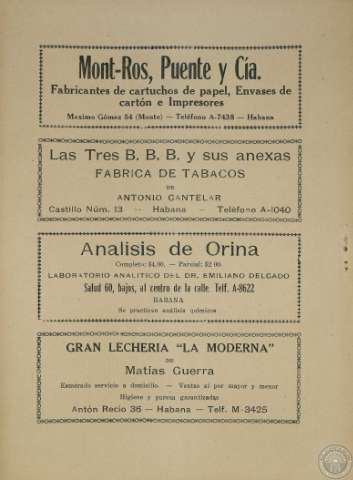 Mont-Ros, Puente y Cía.
Fabricantes de cartuchos de papel, Envases de
cartón e Impresores
Maximo Gómez 54 (Monte) — Teléfono A-7438 — Habana
Las Tres B. B. B. y sus anexas
FABRICA DE TABACOS
DE
ANTONIO CANTELAR
Castillo Núm. 13 -- Habana -- Teléfono A-1040
Analisis de Orina
Completo: $4.00. — Parcial: $2.00
LABORATORIO ANALITICO DEL DR. EMILIANO DELGADO
Salud 60, bajos, al centro de la calle. Telf. A-8622
HABANA
Se practican análisis químicos
GRAN LECHERIA "LA MODERNA"
DE
Matías Guerra
Esmerado servicio a domicilio. — Ventas al por mayor y menor
Higiene y pureza garantizadas
Antón Recio 36 — Habana — Telf. M-3425